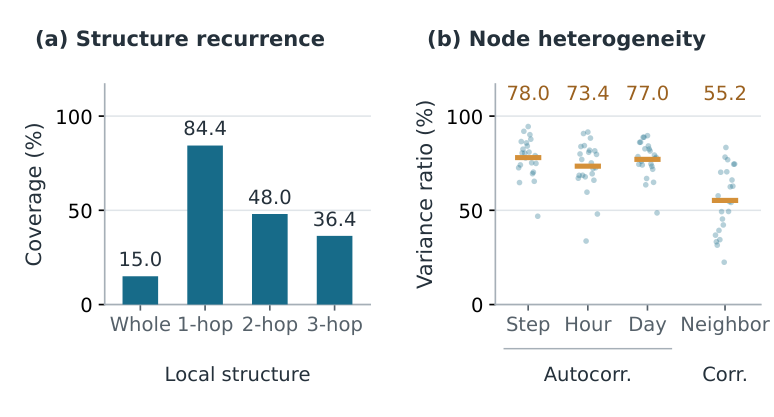 (a) Structure recurrence
Coverage (%)
100
50
0
15.0
84.4
48.0
36.4
Whole 1-hop 2-hop 3-hop
Local structure
(b) Node heterogeneity
Variance ratio (%)
100
50
0
78.0 73.4 77.0 55.2
Step Hour Day Neighbor
Autocorr. Corr.